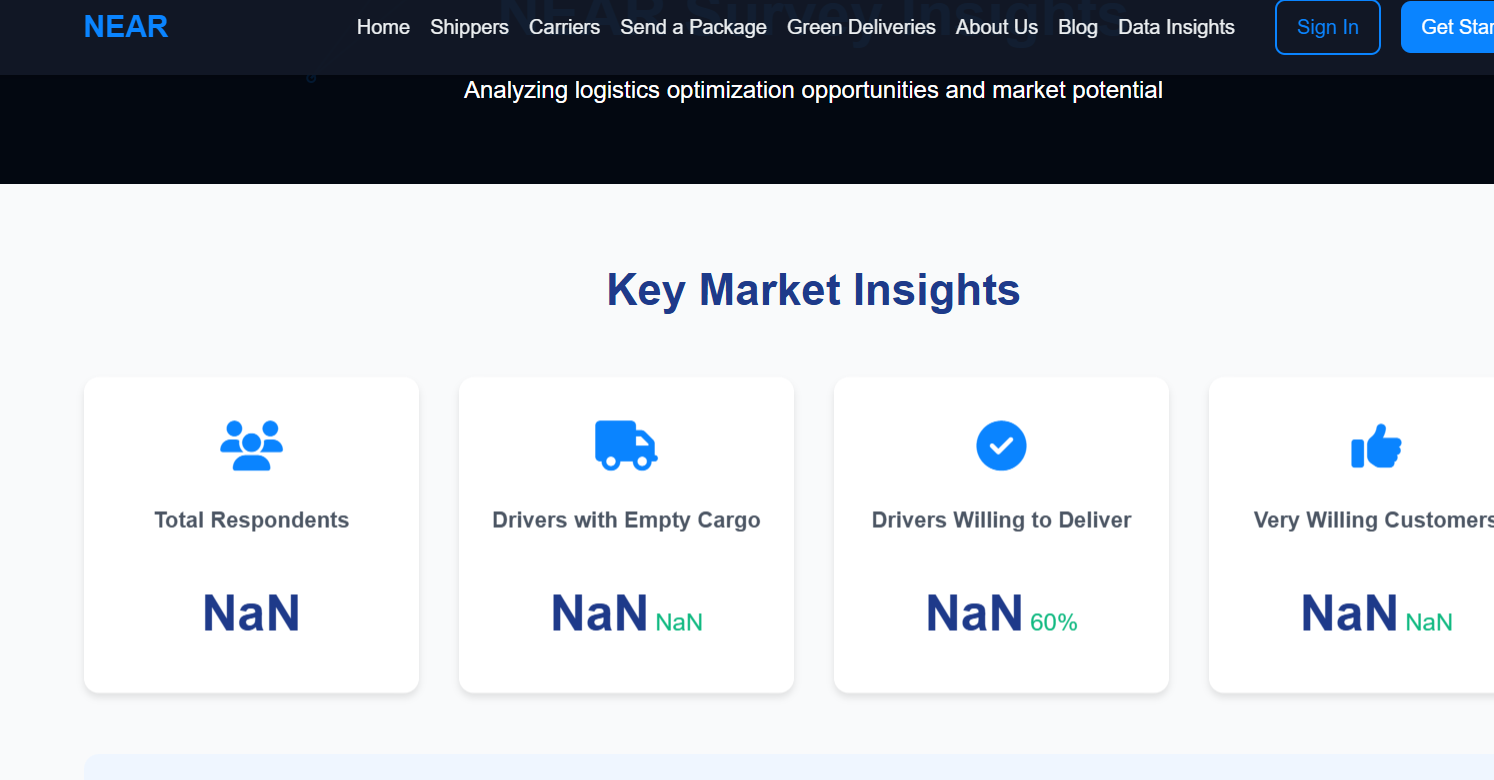 NEAR Survey Insights
NEAR
Home Shippers Carriers Send a Package Green Deliveries About Us Blog Data Insights Sign In Get Star
Analyzing logistics optimization opportunities and market potential
Key Market Insights
Total Respondents
NaN
Drivers with Empty Cargo
NaN NaN
Drivers Willing to Deliver
NaN 60%
Very Willing Customers
NaN NaN